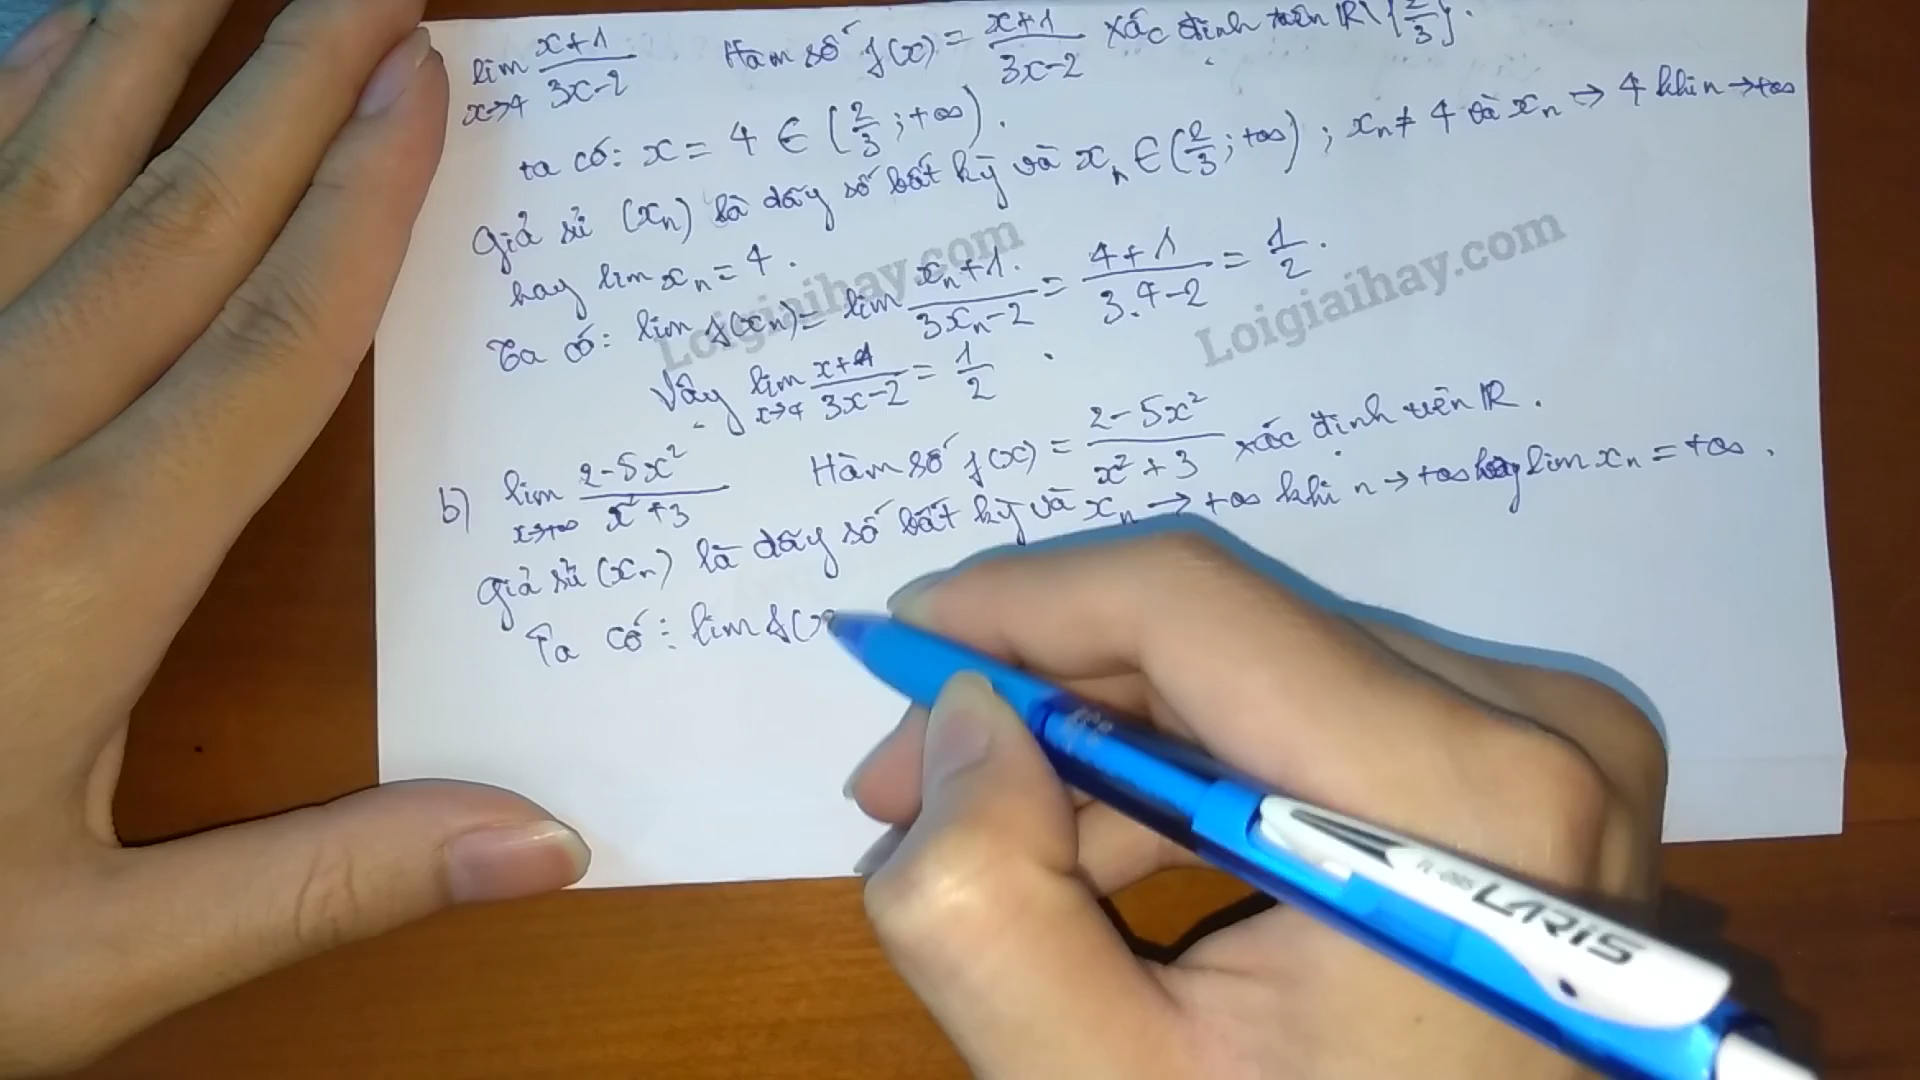 lim x→4 (x+1)/(3x-2) Hàm số f(x) = (x+1)/(3x-2) xác định trên ℝ\{2/3}.
ta có: x = 4 ∈ (2/3; +∞).
Giả sử (xₙ) là dãy số bất kỳ và xₙ ∈ (2/3; +∞); xₙ ≠ 4 và xₙ → 4 khi n → +∞
hay lim xₙ = 4.
Ta có: lim f(xₙ) = lim (xₙ+1)/(3xₙ-2) = (4+1)/(3.4-2) = 1/2.
Vậy lim x→4 (x+1)/(3x-2) = 1/2.
b) lim x→+∞ (2-5x²)/(x²+3) Hàm số f(x) = (2-5x²)/(x²+3) xác định trên ℝ.
Giả sử (xₙ) là dãy số bất kỳ và xₙ → +∞ khi n → +∞ hay lim xₙ = +∞.
Ta có: lim f(x
Loigiaihay.com
Loigiaihay.com
FL-085 LARIS